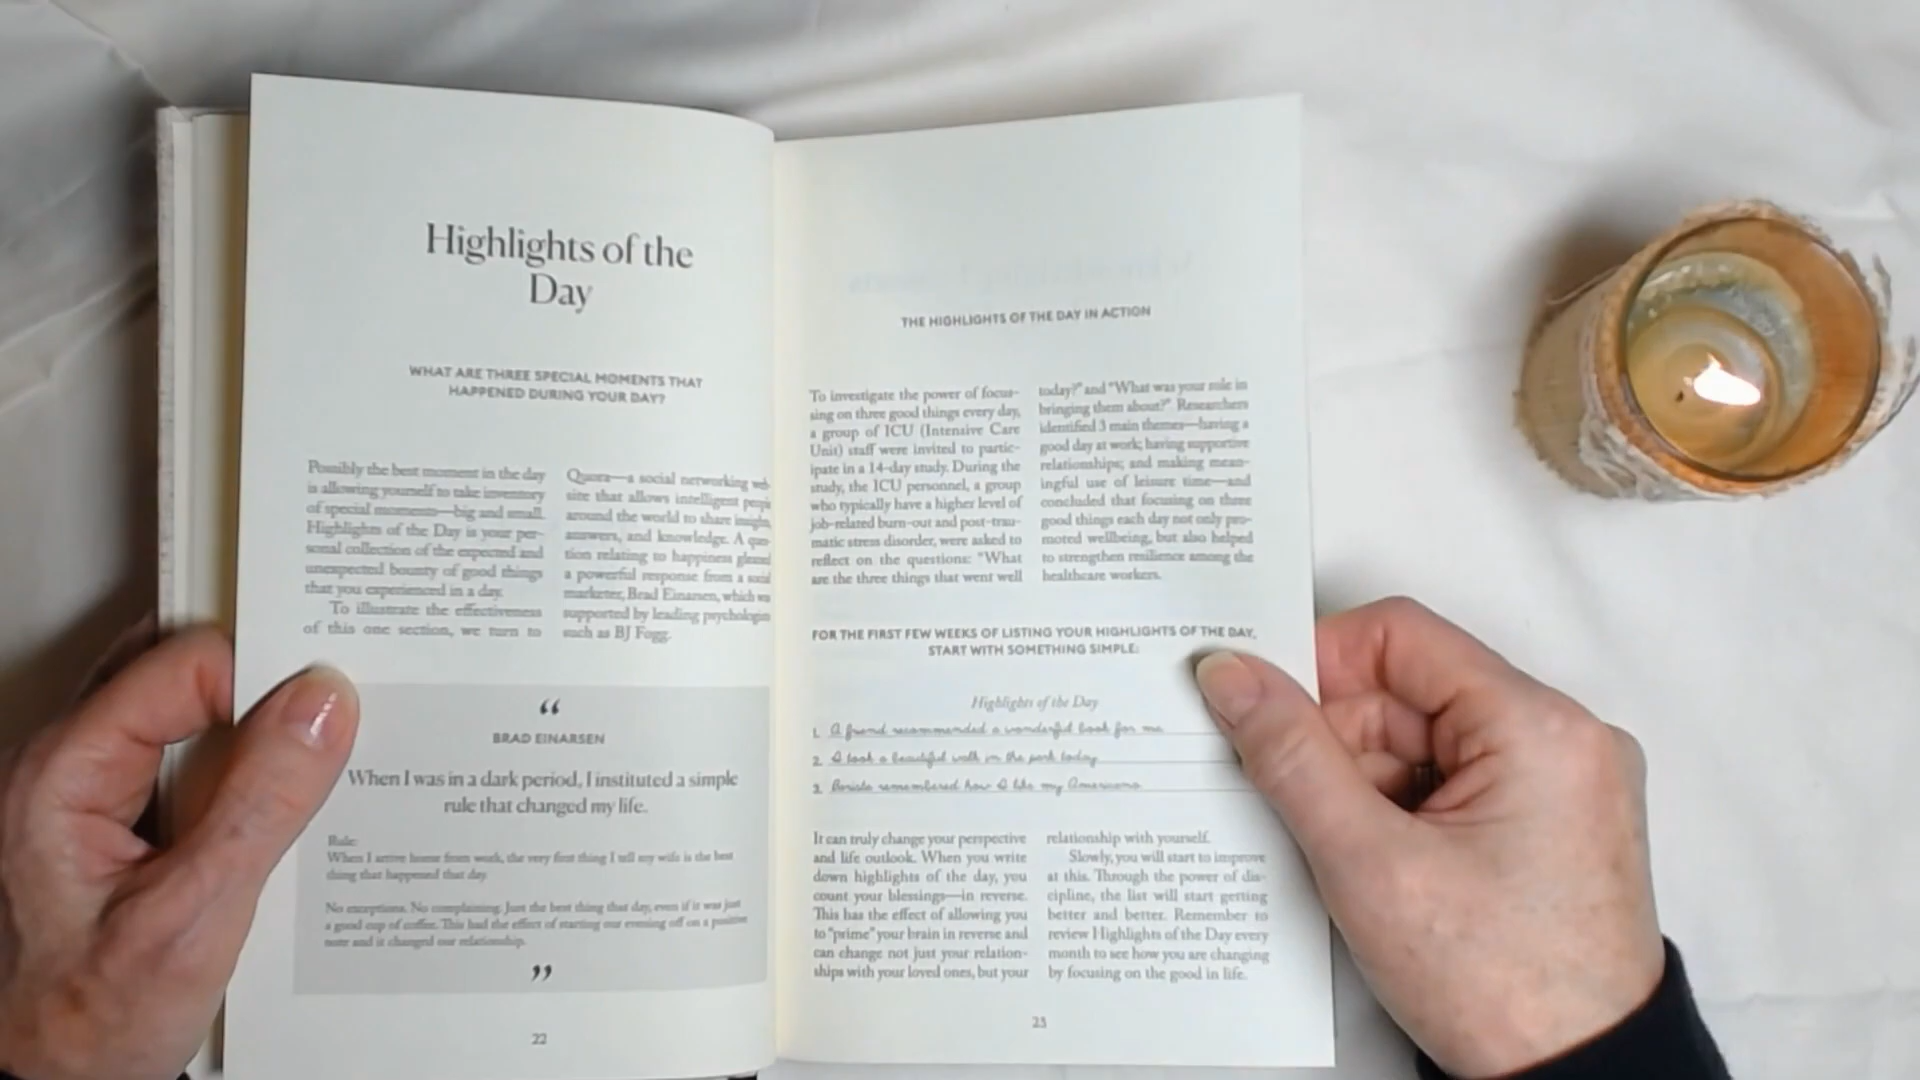 Highlights of the
Day
WHAT ARE THREE SPECIAL MOMENTS THAT
HAPPENED DURING YOUR DAY?
Possibly the best moment in the day
is allowing yourself to take inventory
of special moments—big and small.
Highlights of the Day is your per-
sonal collection of the expected and
unexpected bounty of good things
that you experienced in a day.
To illustrate the effectiveness
of this one section, we turn to
Quora—a social networking
site that allows intelligent
around the world to share
answers, and knowledge. A
tion relating to happiness
a powerful response from a
marketer, Brad Einarsen, which
supported by leading
such as BJ Fogg.
“
BRAD EINARSEN
When I was in a dark period, I instituted a simple
rule that changed my life.
Rule:
When I arrive home from work, the very first thing I tell my wife is the best
thing that happened that day.
No exceptions. No complaining. Just the best thing that day, even if it was just
a good cup of coffee. This had the effect of starting our evening off on a positive
note and it changed our relationship.
”
22
THE HIGHLIGHTS OF THE DAY IN ACTION
To investigate the power of focus-
sing on three good things every day,
a group of ICU (Intensive Care
Unit) staff were invited to partic-
ipate in a 14-day study. During the
study, the ICU personnel, a group
who typically have a higher level of
job-related burn-out and post-trau-
matic stress disorder, were asked to
reflect on the questions: "What
are the three things that went well
today?" and "What was your role in
bringing them about?" Researchers
identified 3 main themes—having a
good day at work; having supportive
relationships; and making mean-
ingful use of leisure time—and
concluded that focusing on three
good things each day not only pro-
moted wellbeing, but also helped
to strengthen resilience among the
healthcare workers.
FOR THE FIRST FEW WEEKS OF LISTING YOUR HIGHLIGHTS OF THE DAY,
START WITH SOMETHING SIMPLE:
Highlights of the Day
1. A friend recommended a wonderful book for me.
2. I took a beautiful walk in the park today.
3. Barista remembered how I like my Americano.
It can truly change your perspective
and life outlook. When you write
down highlights of the day, you
count your blessings—in reverse.
This has the effect of allowing you
to "prime" your brain in reverse and
can change not just your relation-
ships with your loved ones, but your
relationship with yourself.
Slowly, you will start to improve
at this. Through the power of dis-
cipline, the list will start getting
better and better. Remember to
review Highlights of the Day every
month to see how you are changing
by focusing on the good in life.
23